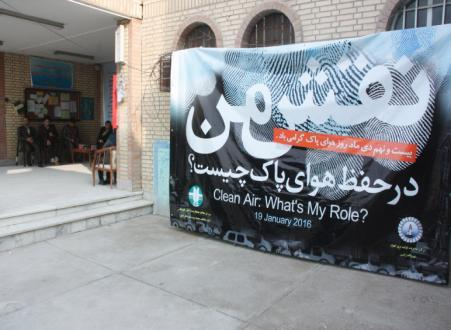 نقش من
بیست و نهم دی ماه، روز هوای پاک گرامی باد
در حفظ هوای پاک چیست؟
Clean Air: What's My Role?
19 January 2016